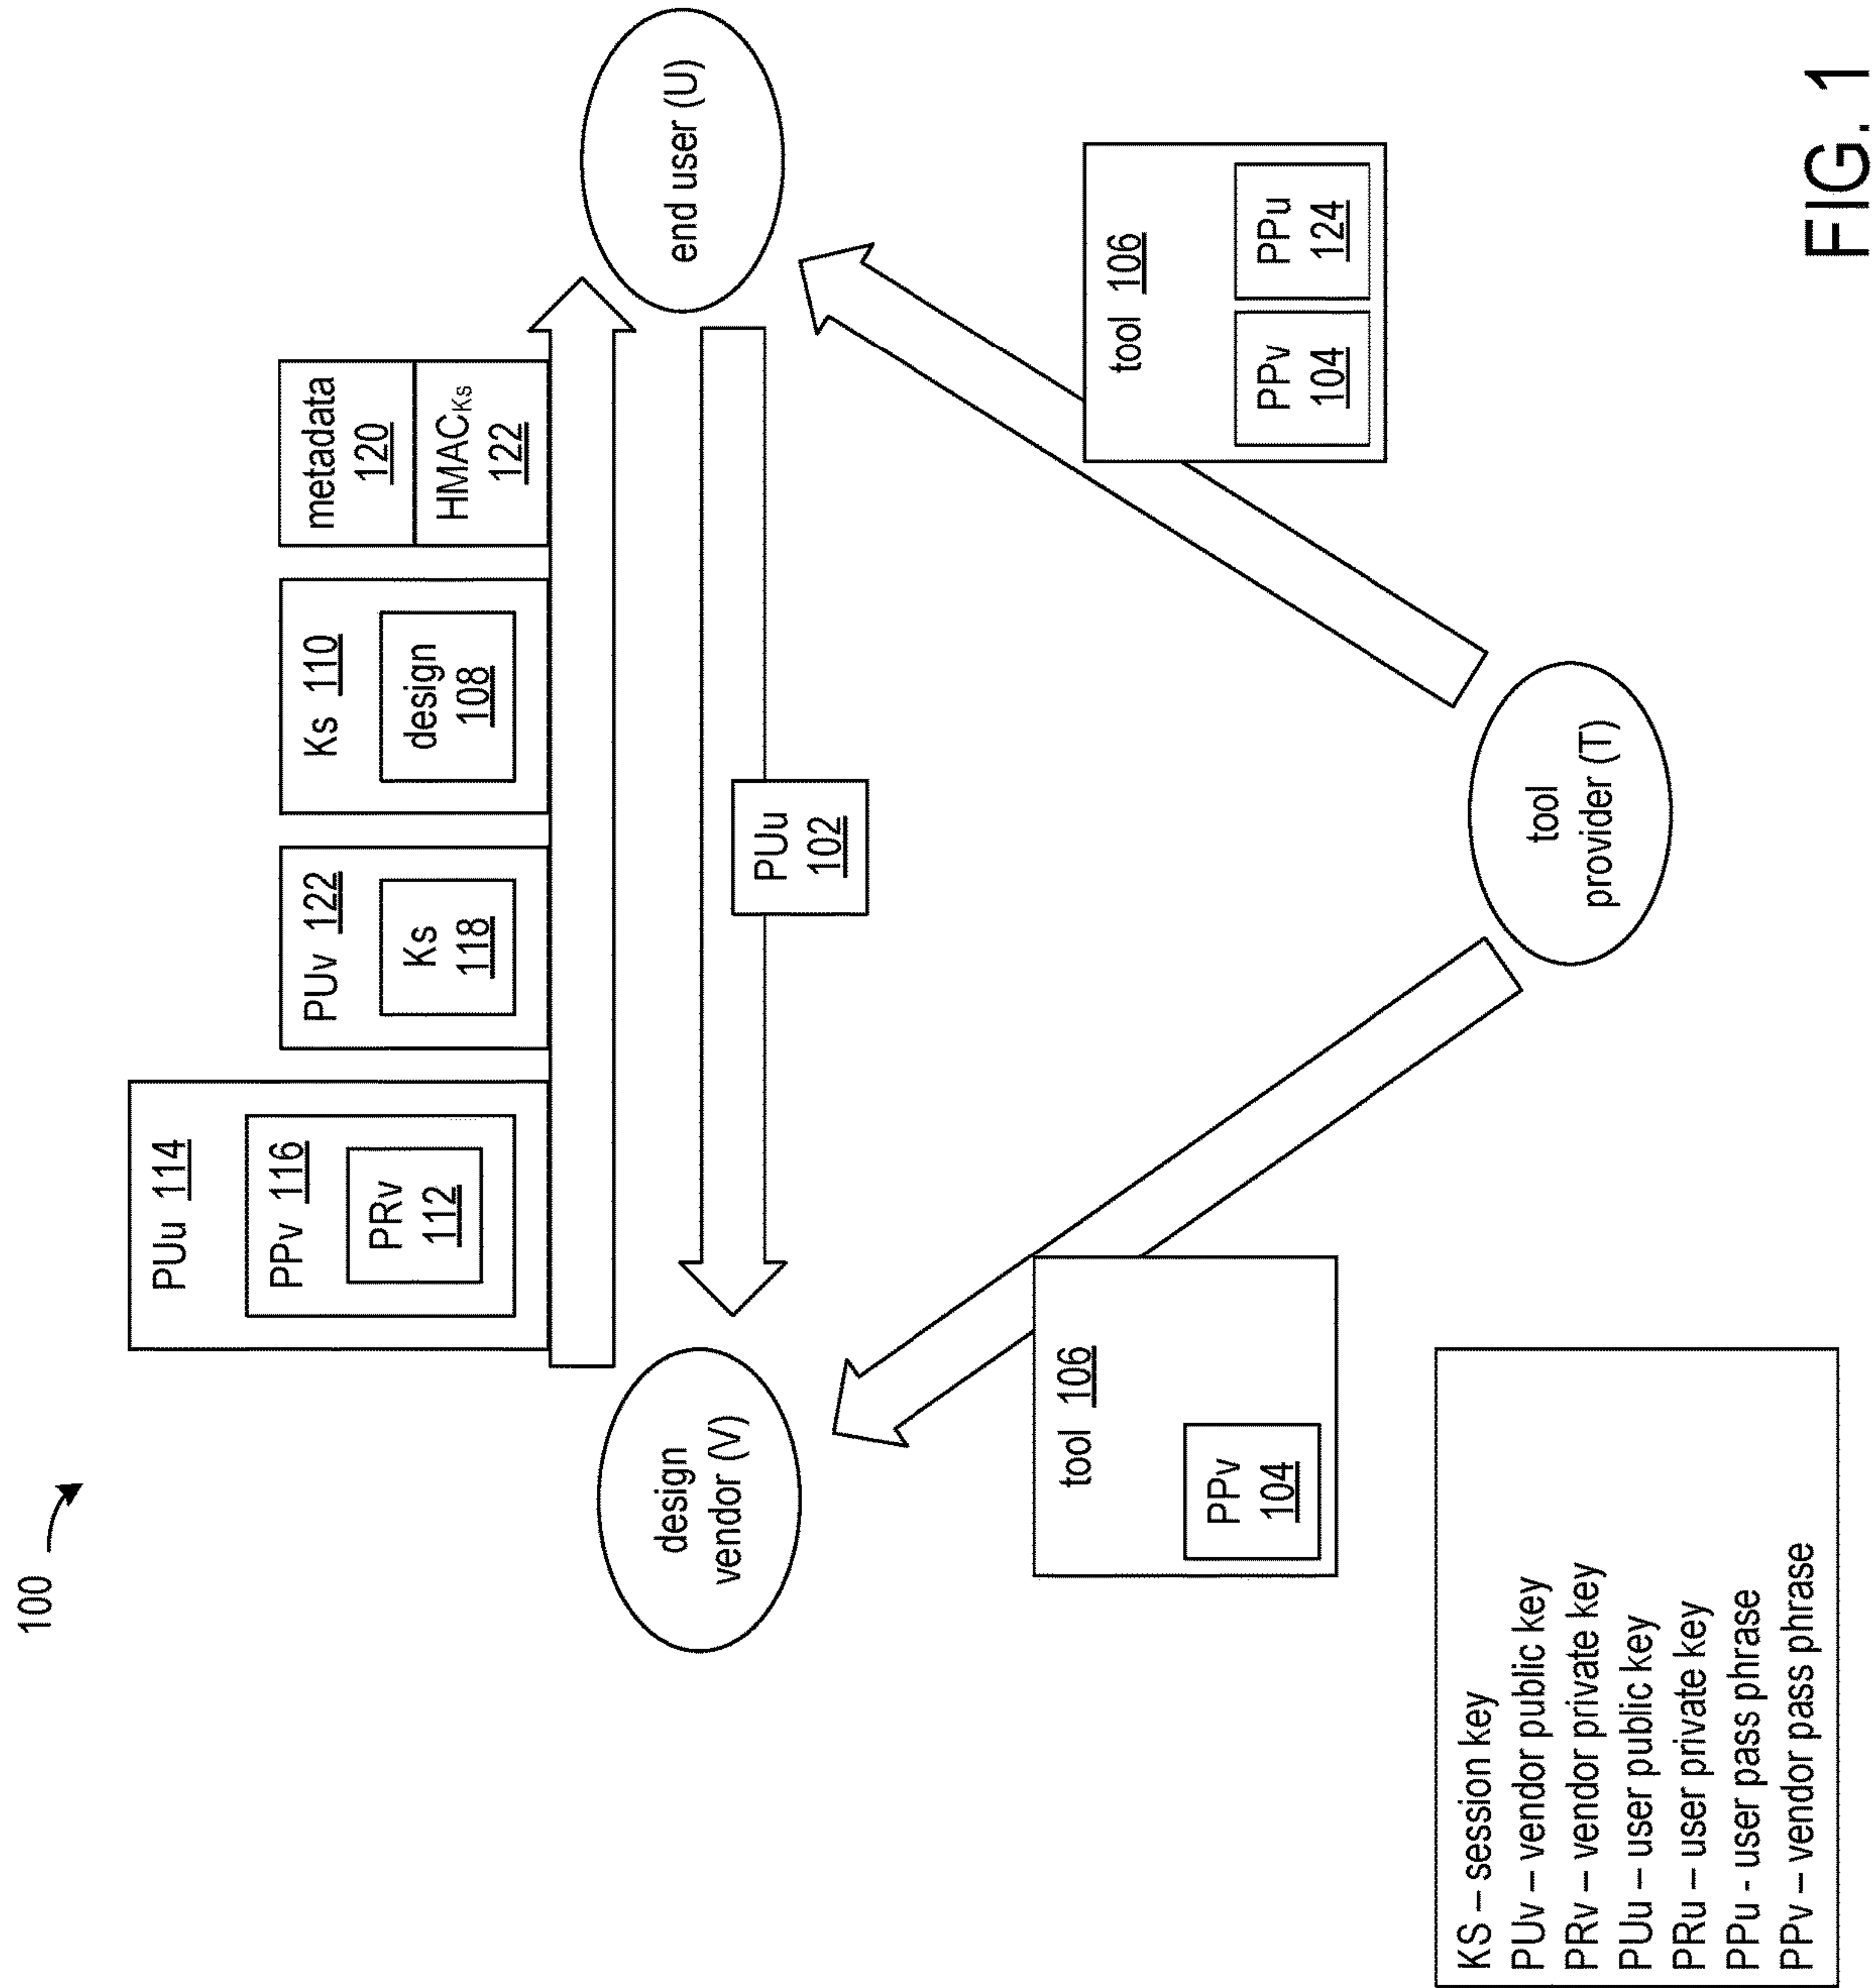 100
PUu 114
PPv 116
PRv
112
PUv 122
Ks
118
Ks 110
design
108
metadata
120
HMACKs
122
design
vendor (V)
end user (U)
PUu
102
tool 106
PPv
104
tool 106
PPv
104
PPu
124
tool
provider (T)
KS – session key
PUv – vendor public key
PRv – vendor private key
PUu – user public key
PRu – user private key
PPu - user pass phrase
PPv – vendor pass phrase
FIG. 1